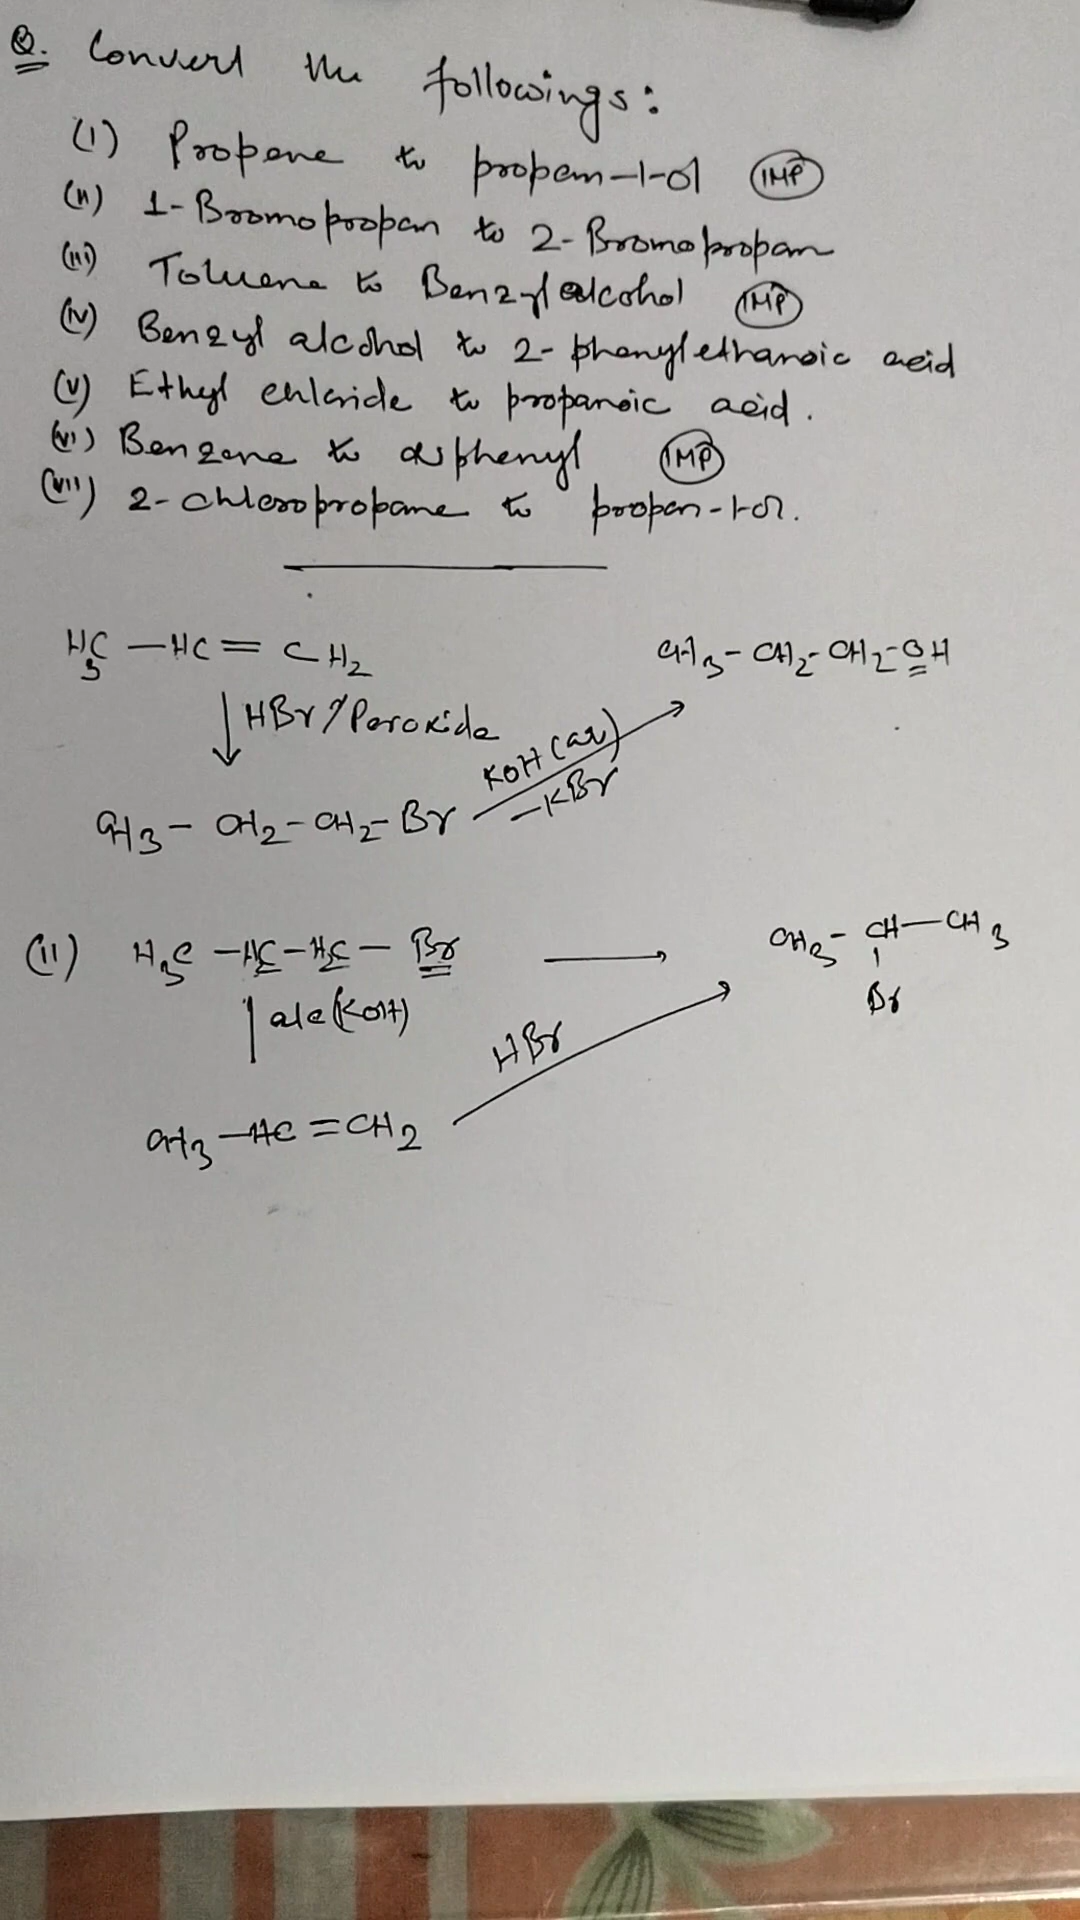 Q. Convert the followings:
(i) Propene to propan-1-ol (IMP)
(ii) 1-Bromopropan to 2-Bromopropan
(iii) Toluene to Benzyl alcohol (IMP)
(iv) Benzyl alcohol to 2-phenylethanoic acid
(v) Ethyl chloride to propanoic acid.
(vi) Benzene to diphenyl (IMP)
(vii) 2-chloropropane to propan-1-ol.
H3C-HC=CH2 CH3-CH2-CH2-OH
↓ HBr/Peroxide
KOH(aq)
-KBr
CH3-CH2-CH2-Br
(ii) H3C-H2C-H2C-Br → CH3-CH-CH3
Br
alc(KOH)
HBr
CH3-HC=CH2